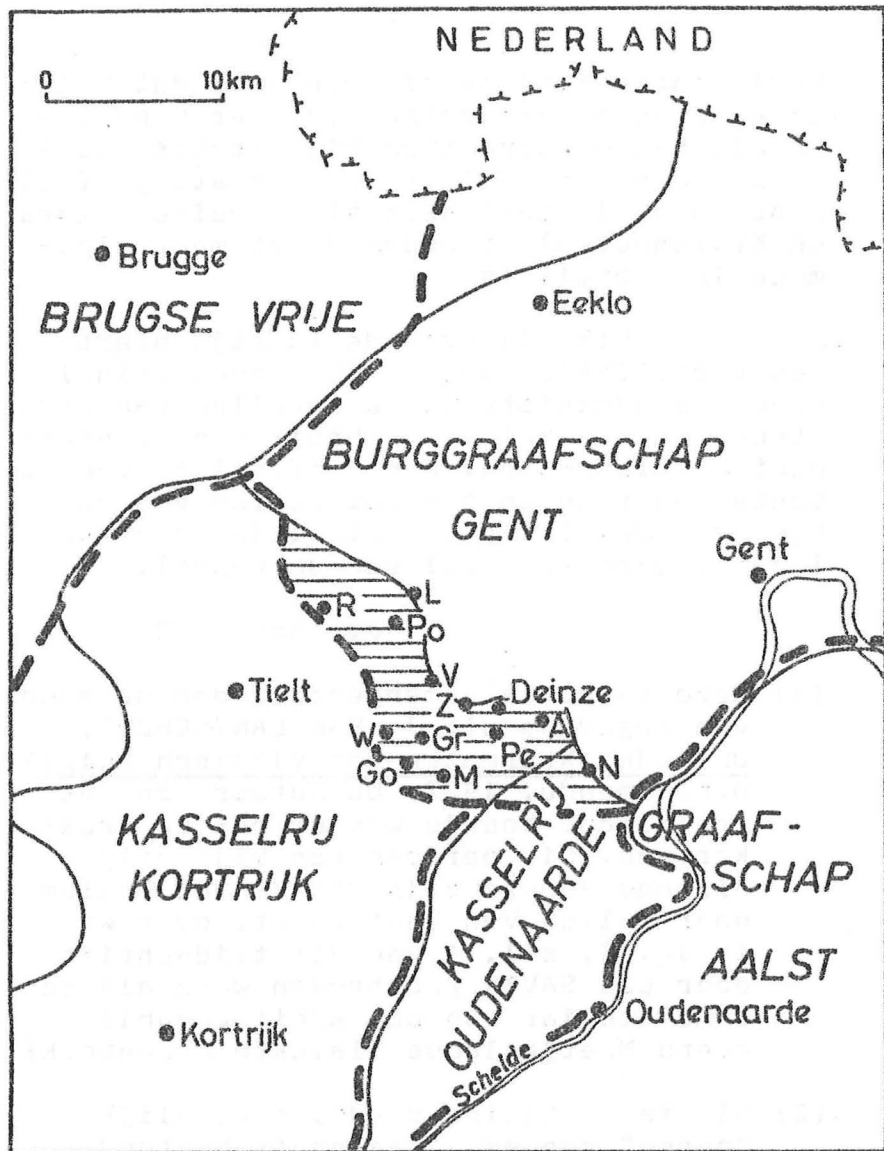 NEDERLAND
0 10km
Brugge
BRUGSE VRIJE
Eeklo
BURGGRAAFSCHAP
GENT
Gent
L
R
Po
V
Tielt
Z
Deinze
A
W
Gr
Pe
N
Go
M
KASSELRIJ
KORTRIJK
KASSELRIJ
OUDENAARDE
GRAAF-
SCHAP
AALST
Oudenaarde
Schelde
Kortrijk